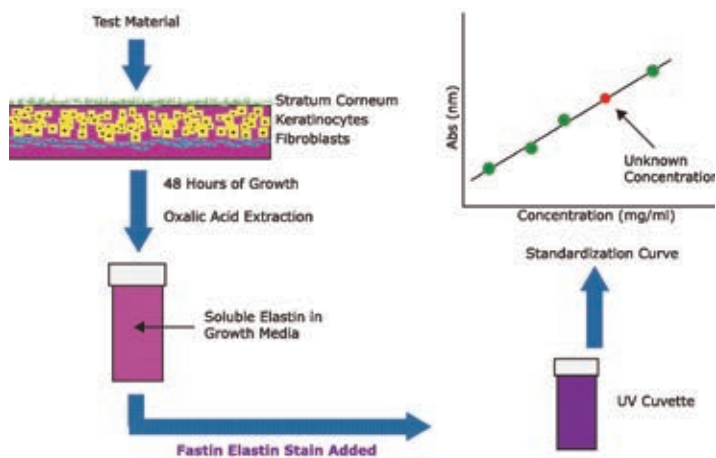 Test Material
Stratum Corneum
Keratinocytes
Fibroblasts
48 Hours of Growth
Oxalic Acid Extraction
Soluble Elastin in
Growth Media
Fastin Elastin Stain Added
UV Cuvette
Standardization Curve
Abs (nm)
Unknown
Concentration
Concentration (mg/ml)